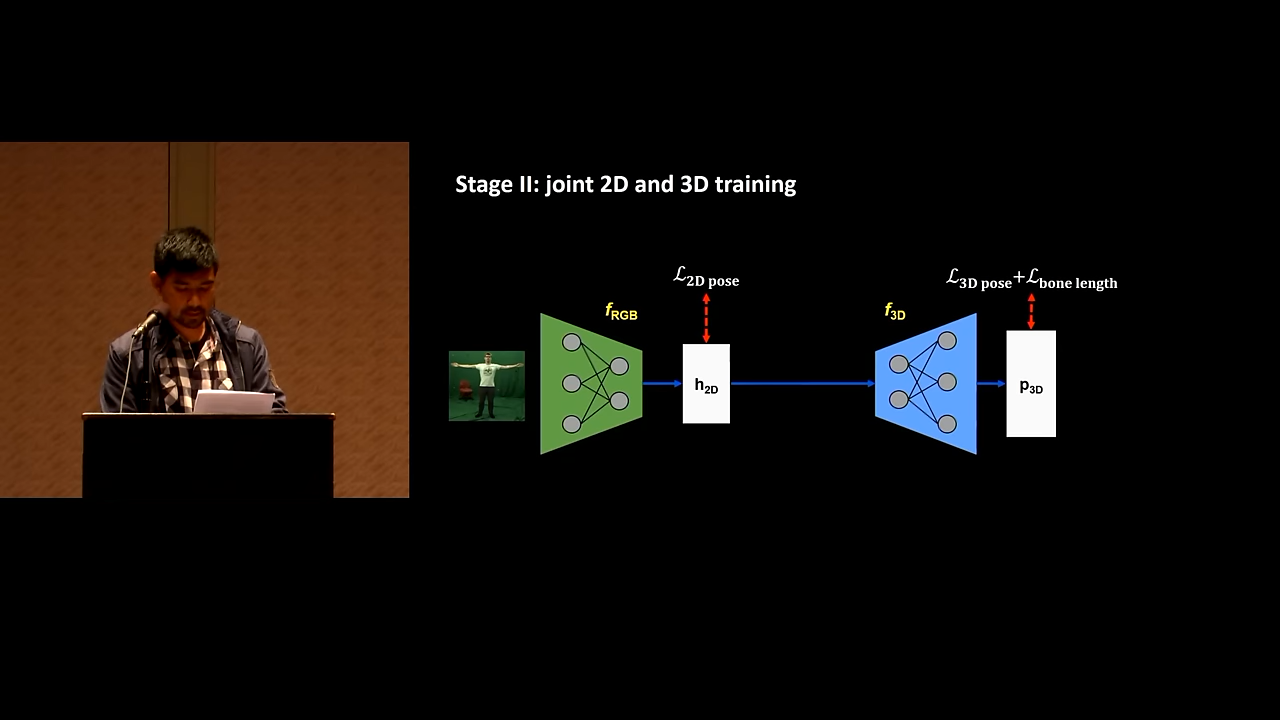 Stage II: joint 2D and 3D training
ℒ2D pose
ℒ3D pose+ℒbone length
fRGB
f3D
h2D
p3D